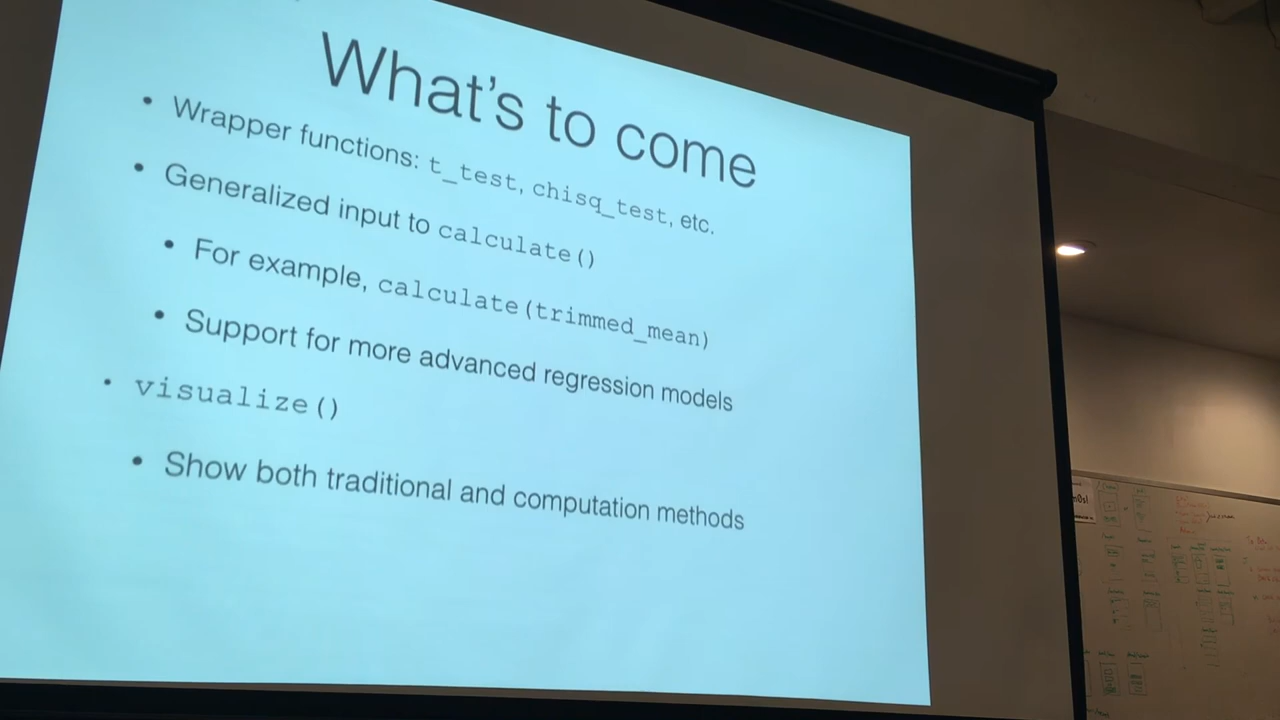 What's to come
• Wrapper functions: t_test, chisq_test, etc.
• Generalized input to calculate()
• For example, calculate(trimmed_mean)
• Support for more advanced regression models
• visualize()
• Show both traditional and computation methods